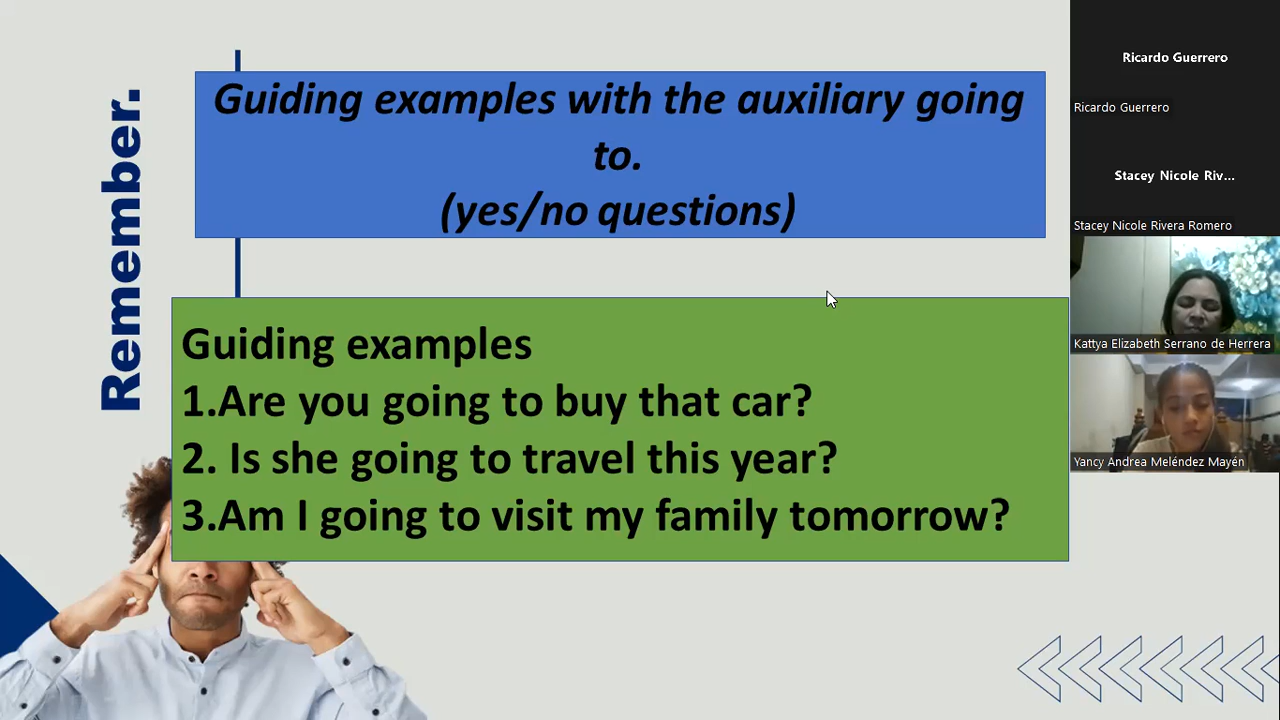 Remember.
Guiding examples with the auxiliary going
to.
(yes/no questions)
Guiding examples
1.Are you going to buy that car?
2. Is she going to travel this year?
3.Am I going to visit my family tomorrow?
Ricardo Guerrero
Ricardo Guerrero
Stacey Nicole Riv...
Stacey Nicole Rivera Romero
Kattya Elizabeth Serrano de Herrera
Yancy Andrea Meléndez Mayén